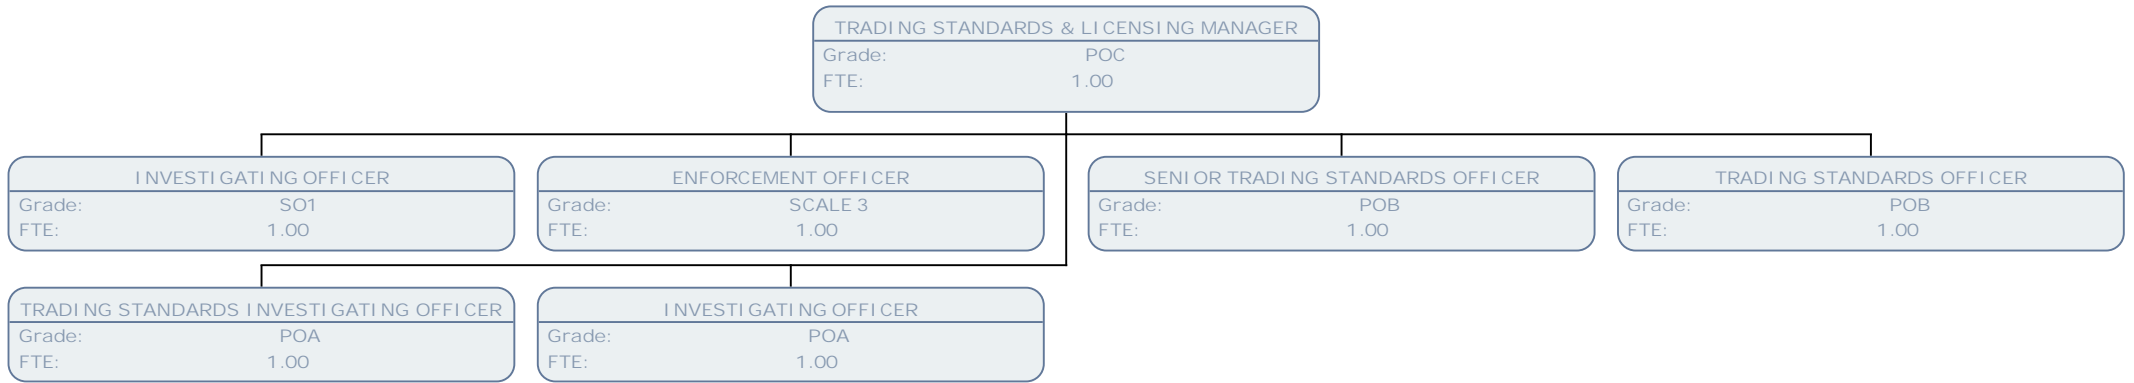 TRADING STANDARDS & LICENSING MANAGER
Grade: POC
FTE: 1.00
INVESTIGATING OFFICER
Grade: SO1
FTE: 1.00
ENFORCEMENT OFFICER
Grade: SCALE 3
FTE: 1.00
SENIOR TRADING STANDARDS OFFICER
Grade: POB
FTE: 1.00
TRADING STANDARDS OFFICER
Grade: POB
FTE: 1.00
TRADING STANDARDS INVESTIGATING OFFICER
Grade: POA
FTE: 1.00
INVESTIGATING OFFICER
Grade: POA
FTE: 1.00